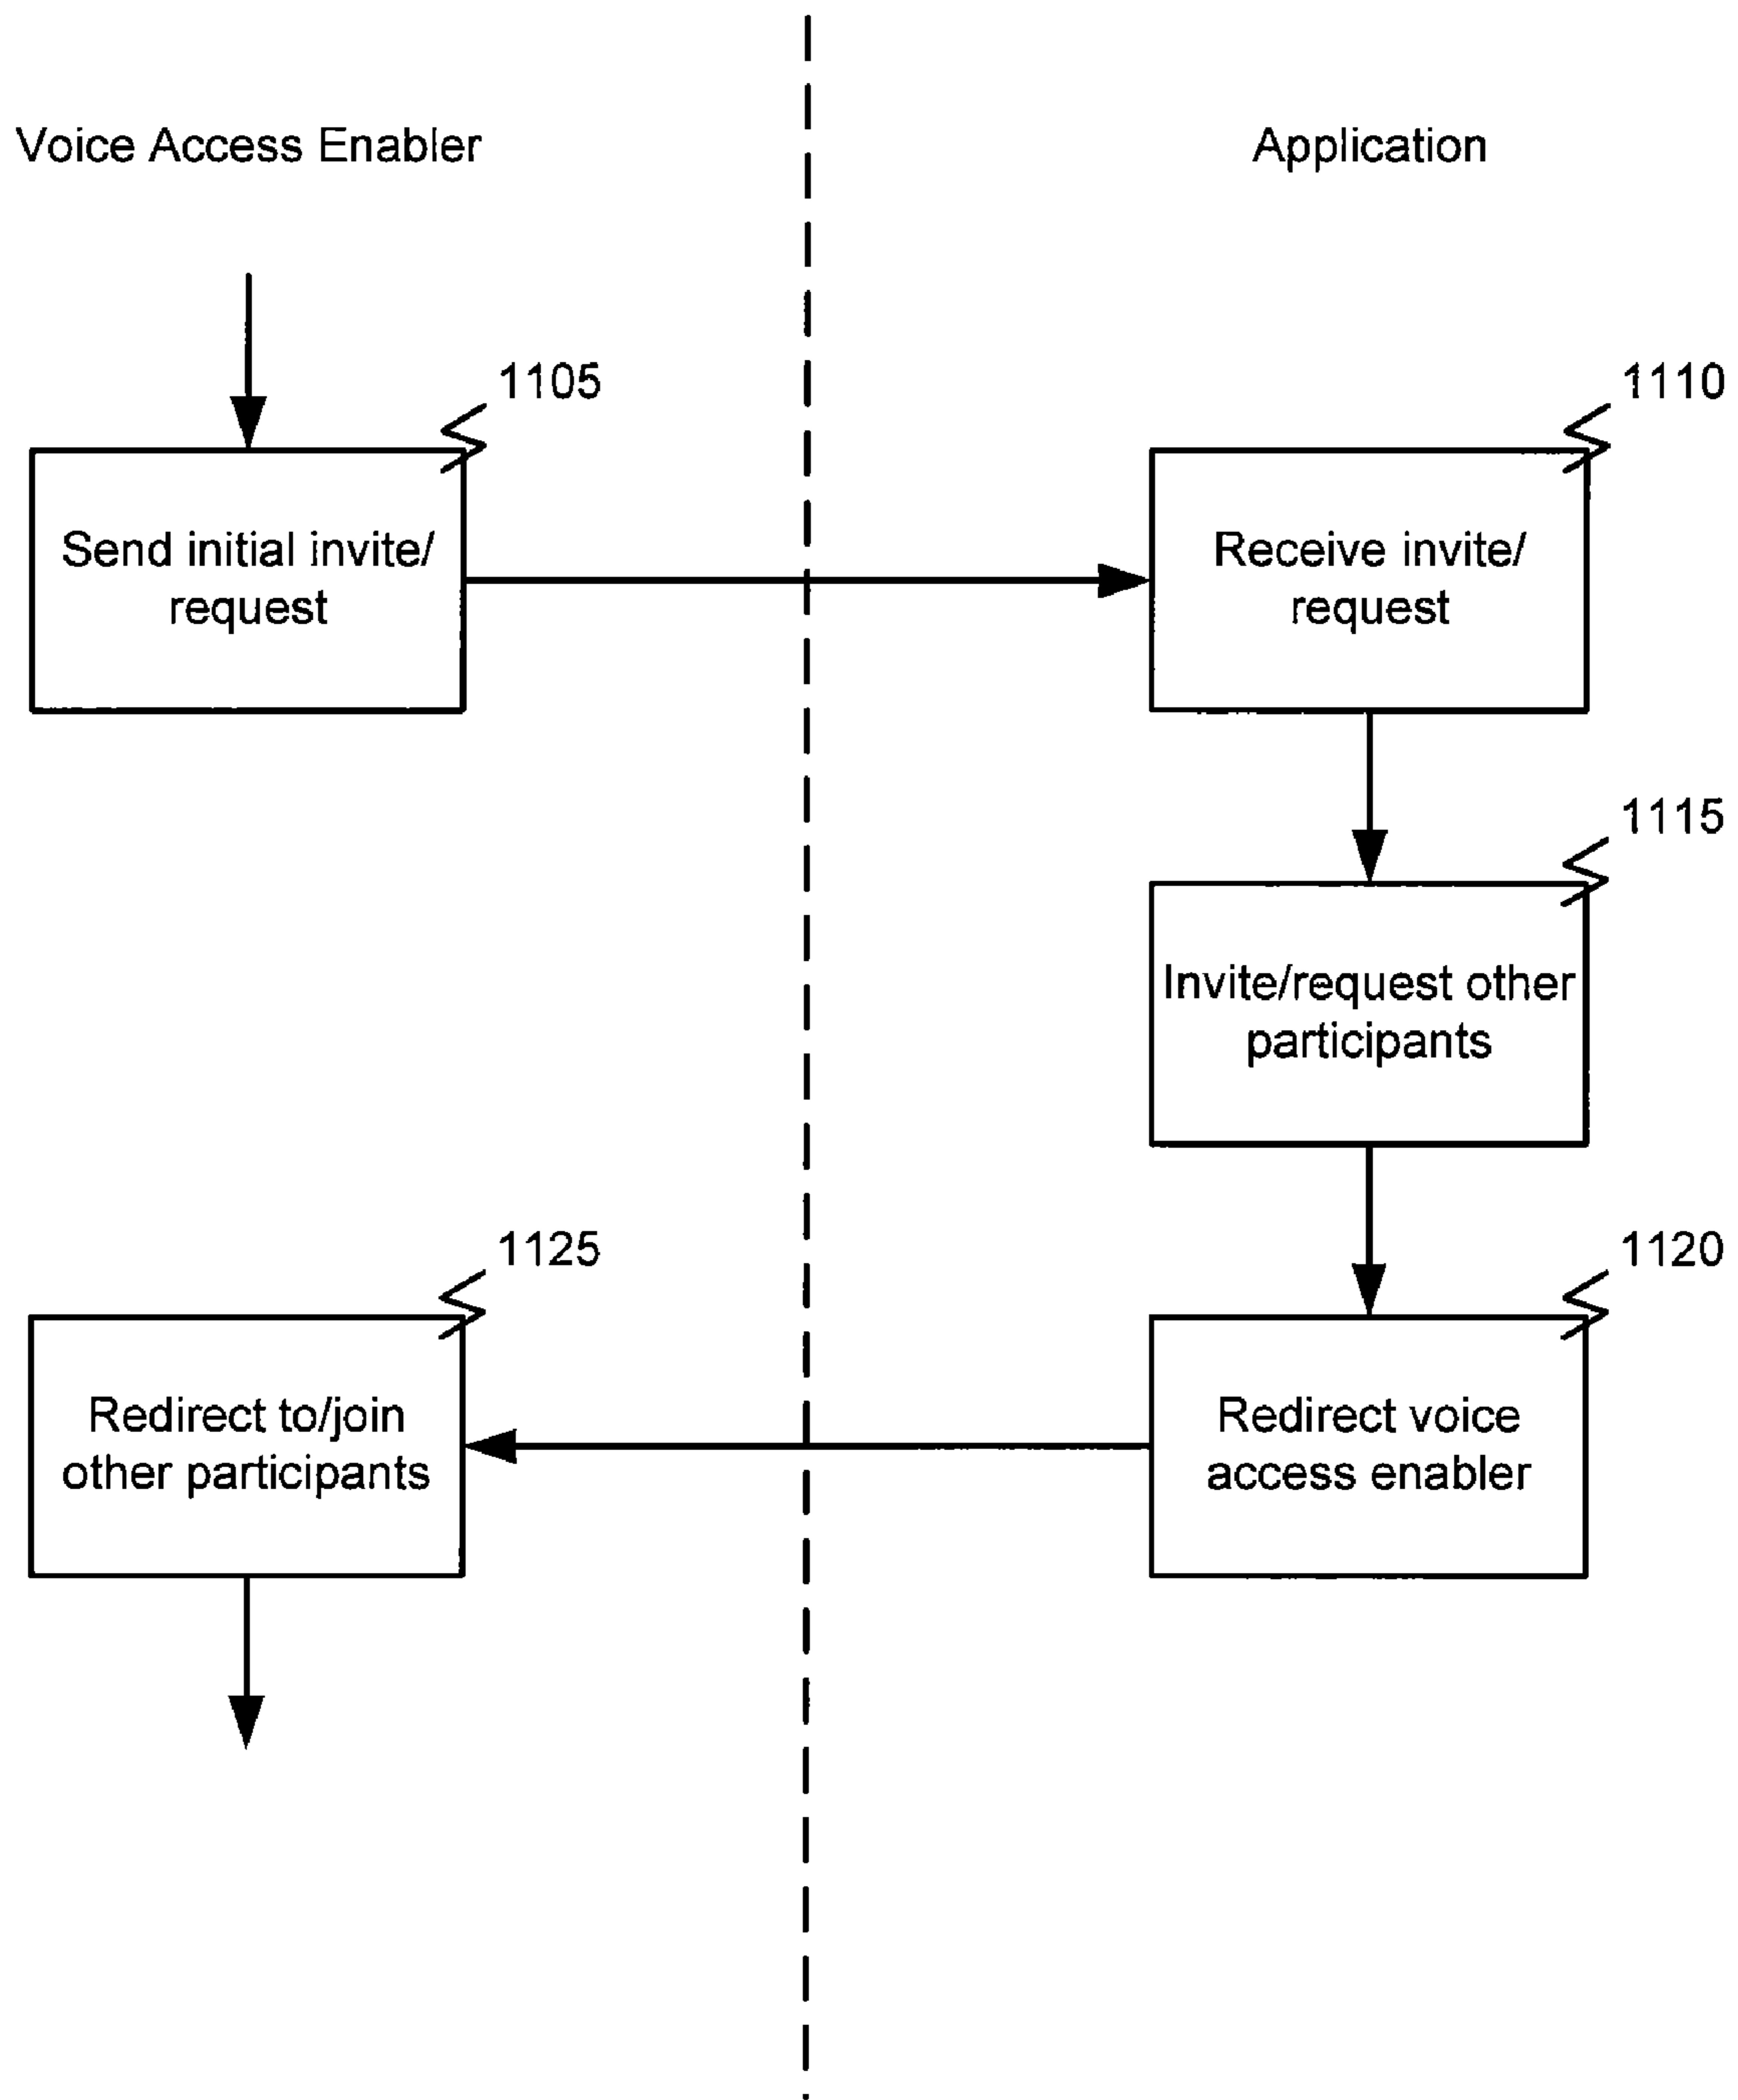 Voice Access Enabler
Application
1105
1110
Send initial invite/
request
Receive invite/
request
1115
Invite/request other
participants
1125
1120
Redirect to/join
other participants
Redirect voice
access enabler